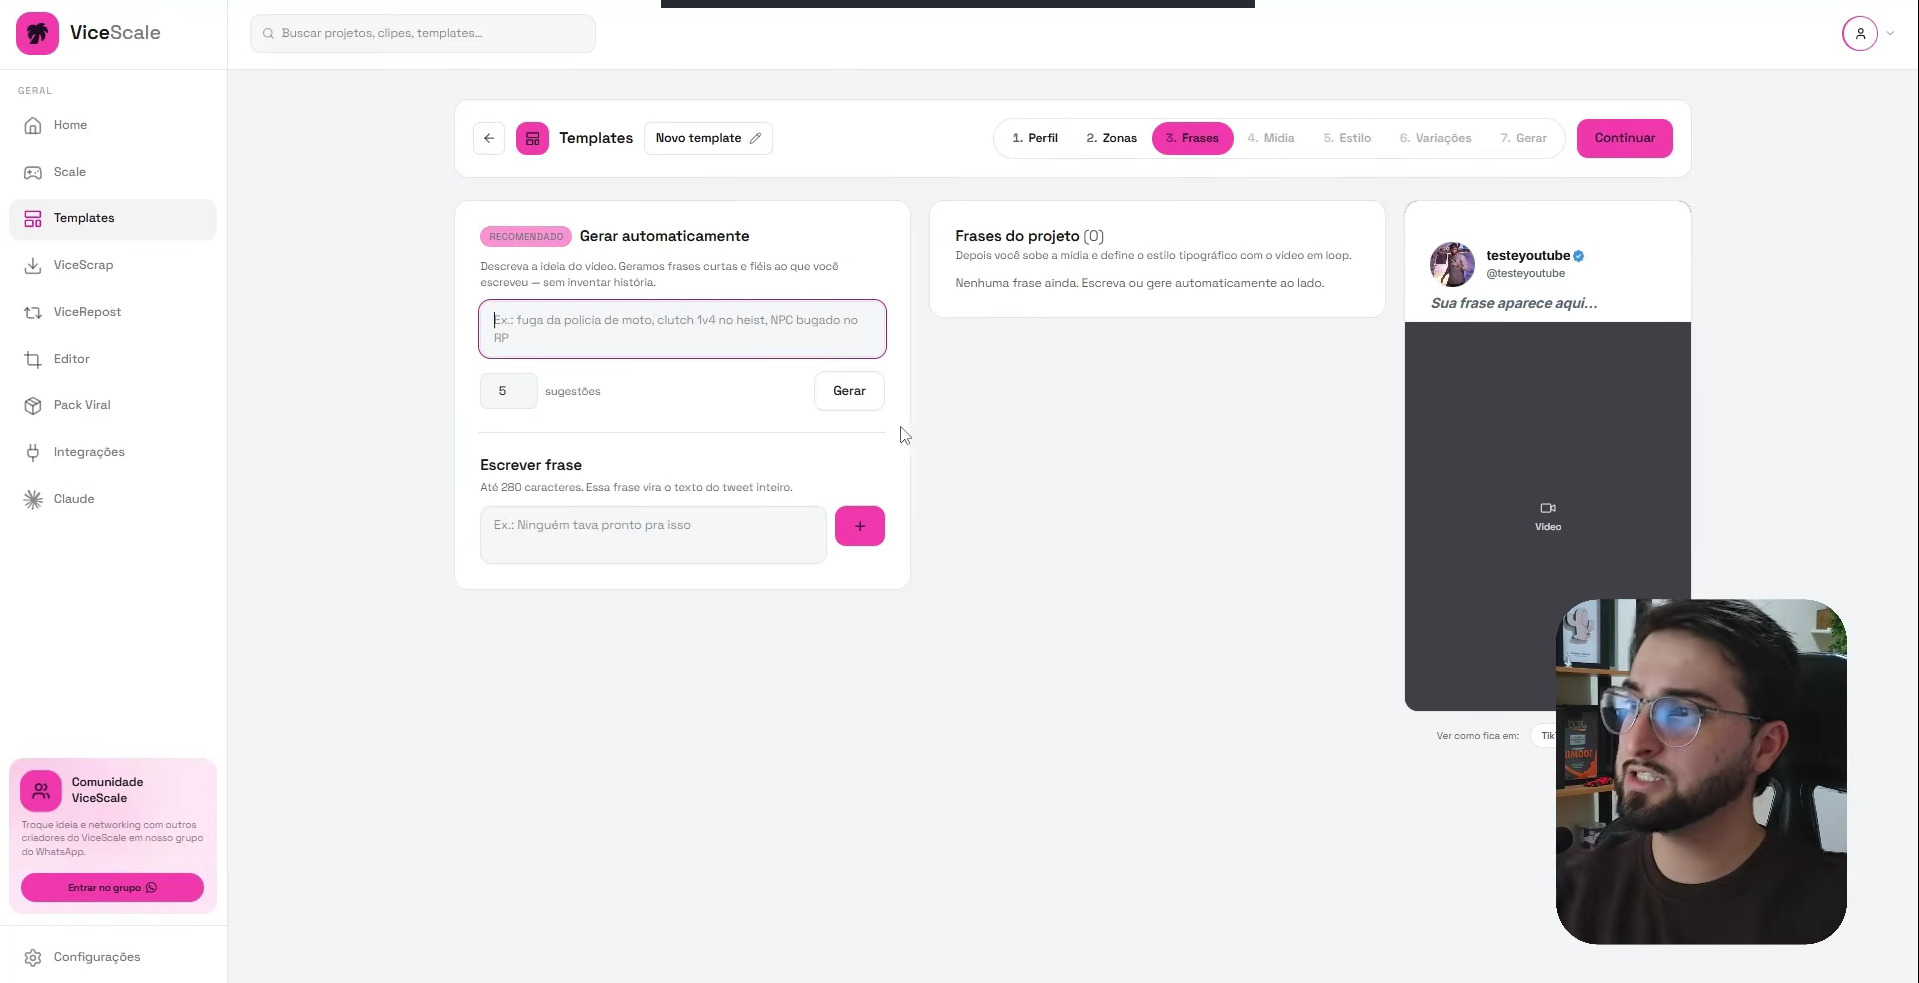 ViceScale
Buscar projetos, clipes, templates...
GERAL
Home
Scale
Templates
ViceScrap
ViceRepost
Editor
Pack Viral
Integrações
Claude
Comunidade
ViceScale
Troque ideia e networking com outros
criadores do ViceScale em nosso grupo
do WhatsApp.
Entrar no grupo
Configurações
Templates
Novo template
1. Perfil
2. Zonas
3. Frases
4. Mídia
5. Estilo
6. Variações
7. Gerar
Continuar
RECOMENDADO Gerar automaticamente
Descreva a ideia do vídeo. Geramos frases curtas e fiéis ao que você
escreveu — sem inventar história.
Ex.: fuga da polícia de moto, clutch 1v4 no heist, NPC bugado no
RP
5 sugestões
Gerar
Escrever frase
Até 280 caracteres. Essa frase vira o texto do tweet inteiro.
Ex.: Ninguém tava pronto pra isso
+
Frases do projeto (0)
Depois você sobe a mídia e define o estilo tipográfico com o vídeo em loop.
Nenhuma frase ainda. Escreva ou gere automaticamente ao lado.
testeyoutube
@testeyoutube
Sua frase aparece aqui...
Vídeo
Ver como fica em: